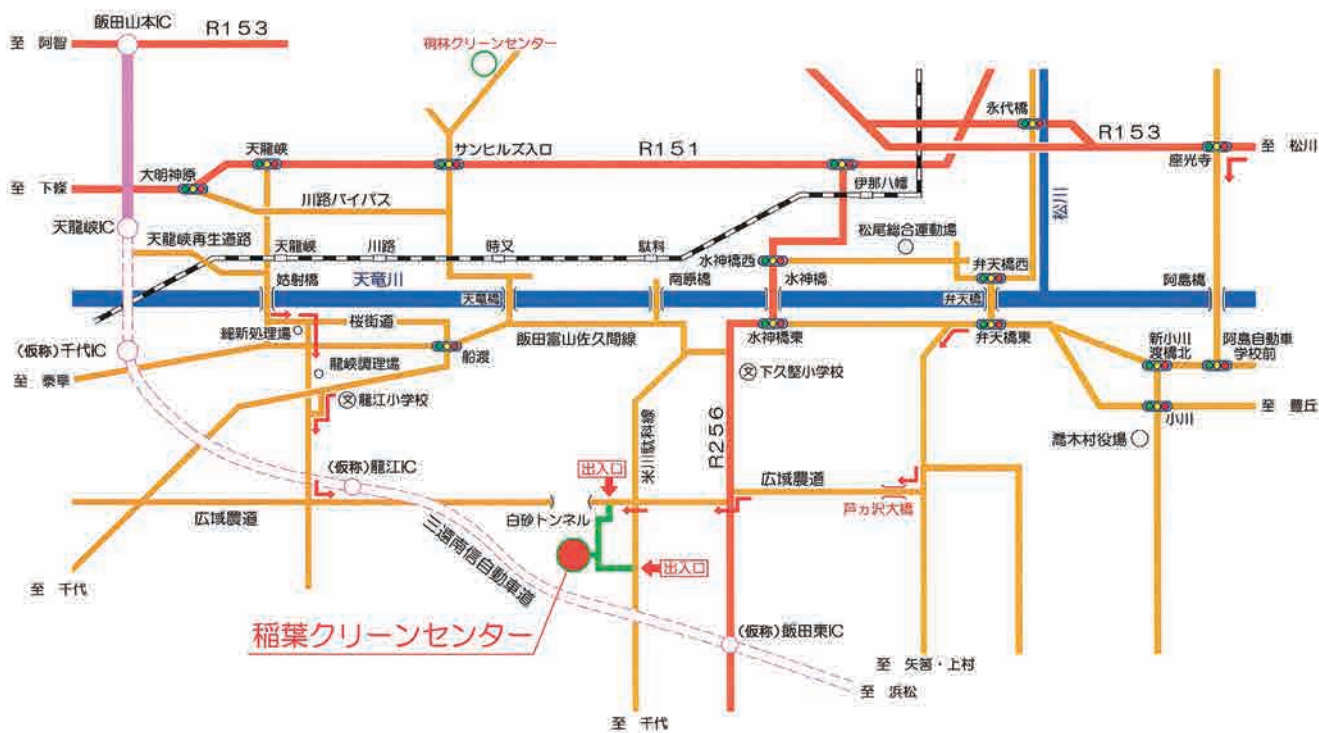 飯田山本IC
R153
至 阿智
桐林クリーンセンター
永代橋
R153
至 松川
座光寺
天龍峡
サンヒルズ入口
R151
大明神原
至 下條
川路バイパス
伊那八幡
松川
天龍峡IC
天龍峡再生道路
天龍峡
川路
時又
駄科
松尾総合運動場
水神橋西
水神橋
弁天橋西
阿島橋
姑射橋
天竜川
天竜橋
南原橋
弁天橋
桜街道
飯田富山佐久間線
水神橋東
弁天橋東
新小川
渡橋北
阿島自動車
学校前
(仮称)千代IC
船渡
龍峡調理場
至 泰阜
文 下久堅小学校
文 龍江小学校
小川
至 豊丘
喬木村役場
米川駄科線
R256
(仮称)龍江IC
出入口
広域農道
広域農道
白砂トンネル
芦ヶ沢大橋
三遠南信自動車道
出入口
至 千代
稲葉クリーンセンター
(仮称)飯田東IC
至 矢筈・上村
至 浜松
至 千代